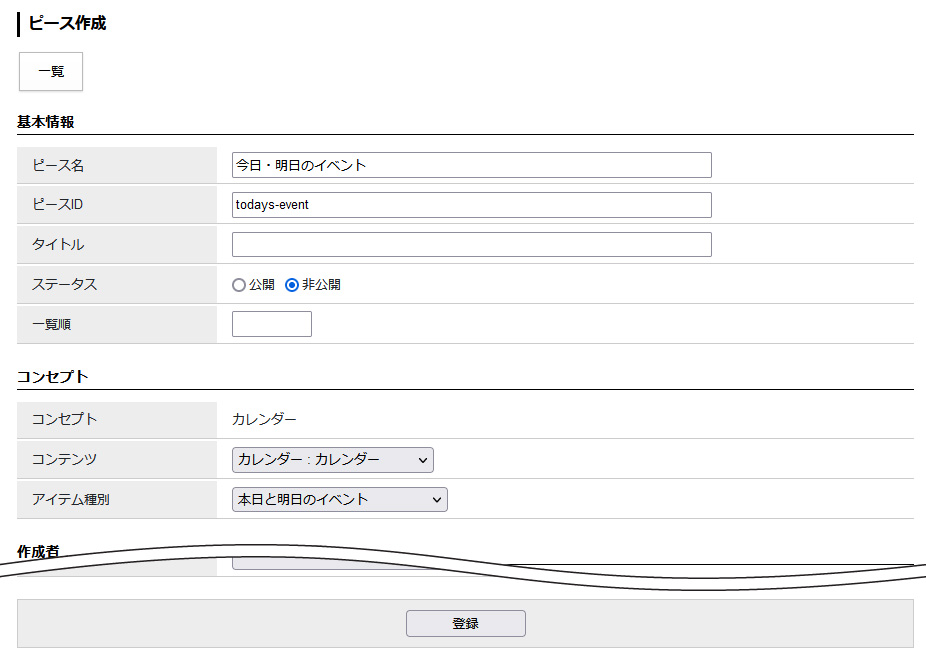 ピース作成
一覧
基本情報
ピース名 今日・明日のイベント
ピースID todays-event
タイトル
ステータス 公開 非公開
一覧順
コンセプト
コンセプト カレンダー
コンテンツ カレンダー : カレンダー
アイテム種別 本日と明日のイベント
作成者
登録